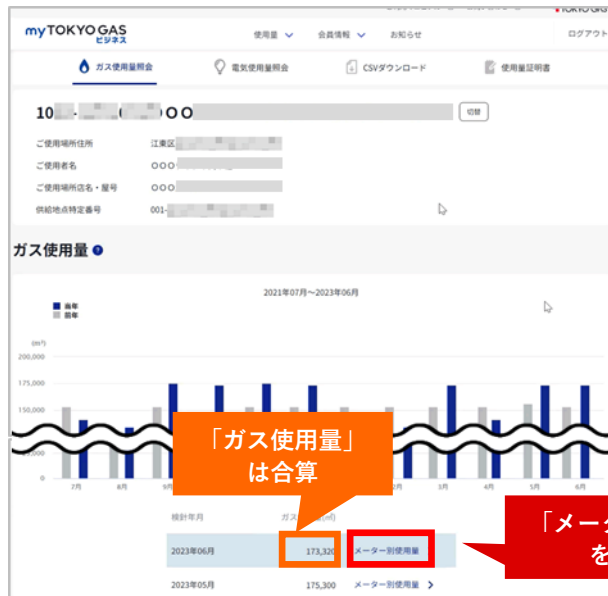 TOKYO GAS
myTOKYO GAS
ビジネス
使用量
会員情報
お知らせ
ログアウト
ガス使用量照会
電気使用量照会
CSVダウンロード
使用量証明書
10
OO
切替
ご使用場所住所
江東区
ご使用者名
OOO
ご使用場所店名・屋号
OOO
供給地点特定番号
001-
ガス使用量
2021年07月〜2023年06月
当年
前年
(m³)
200,000
175,000
150,000
0
7月
8月
9月
2月
3月
4月
5月
6月
「ガス使用量」
は合算
検針年月
ガス
(㎥)
2023年06月
173,320
メーター別使用量
2023年05月
175,300
メーター別使用量
「メータ
を